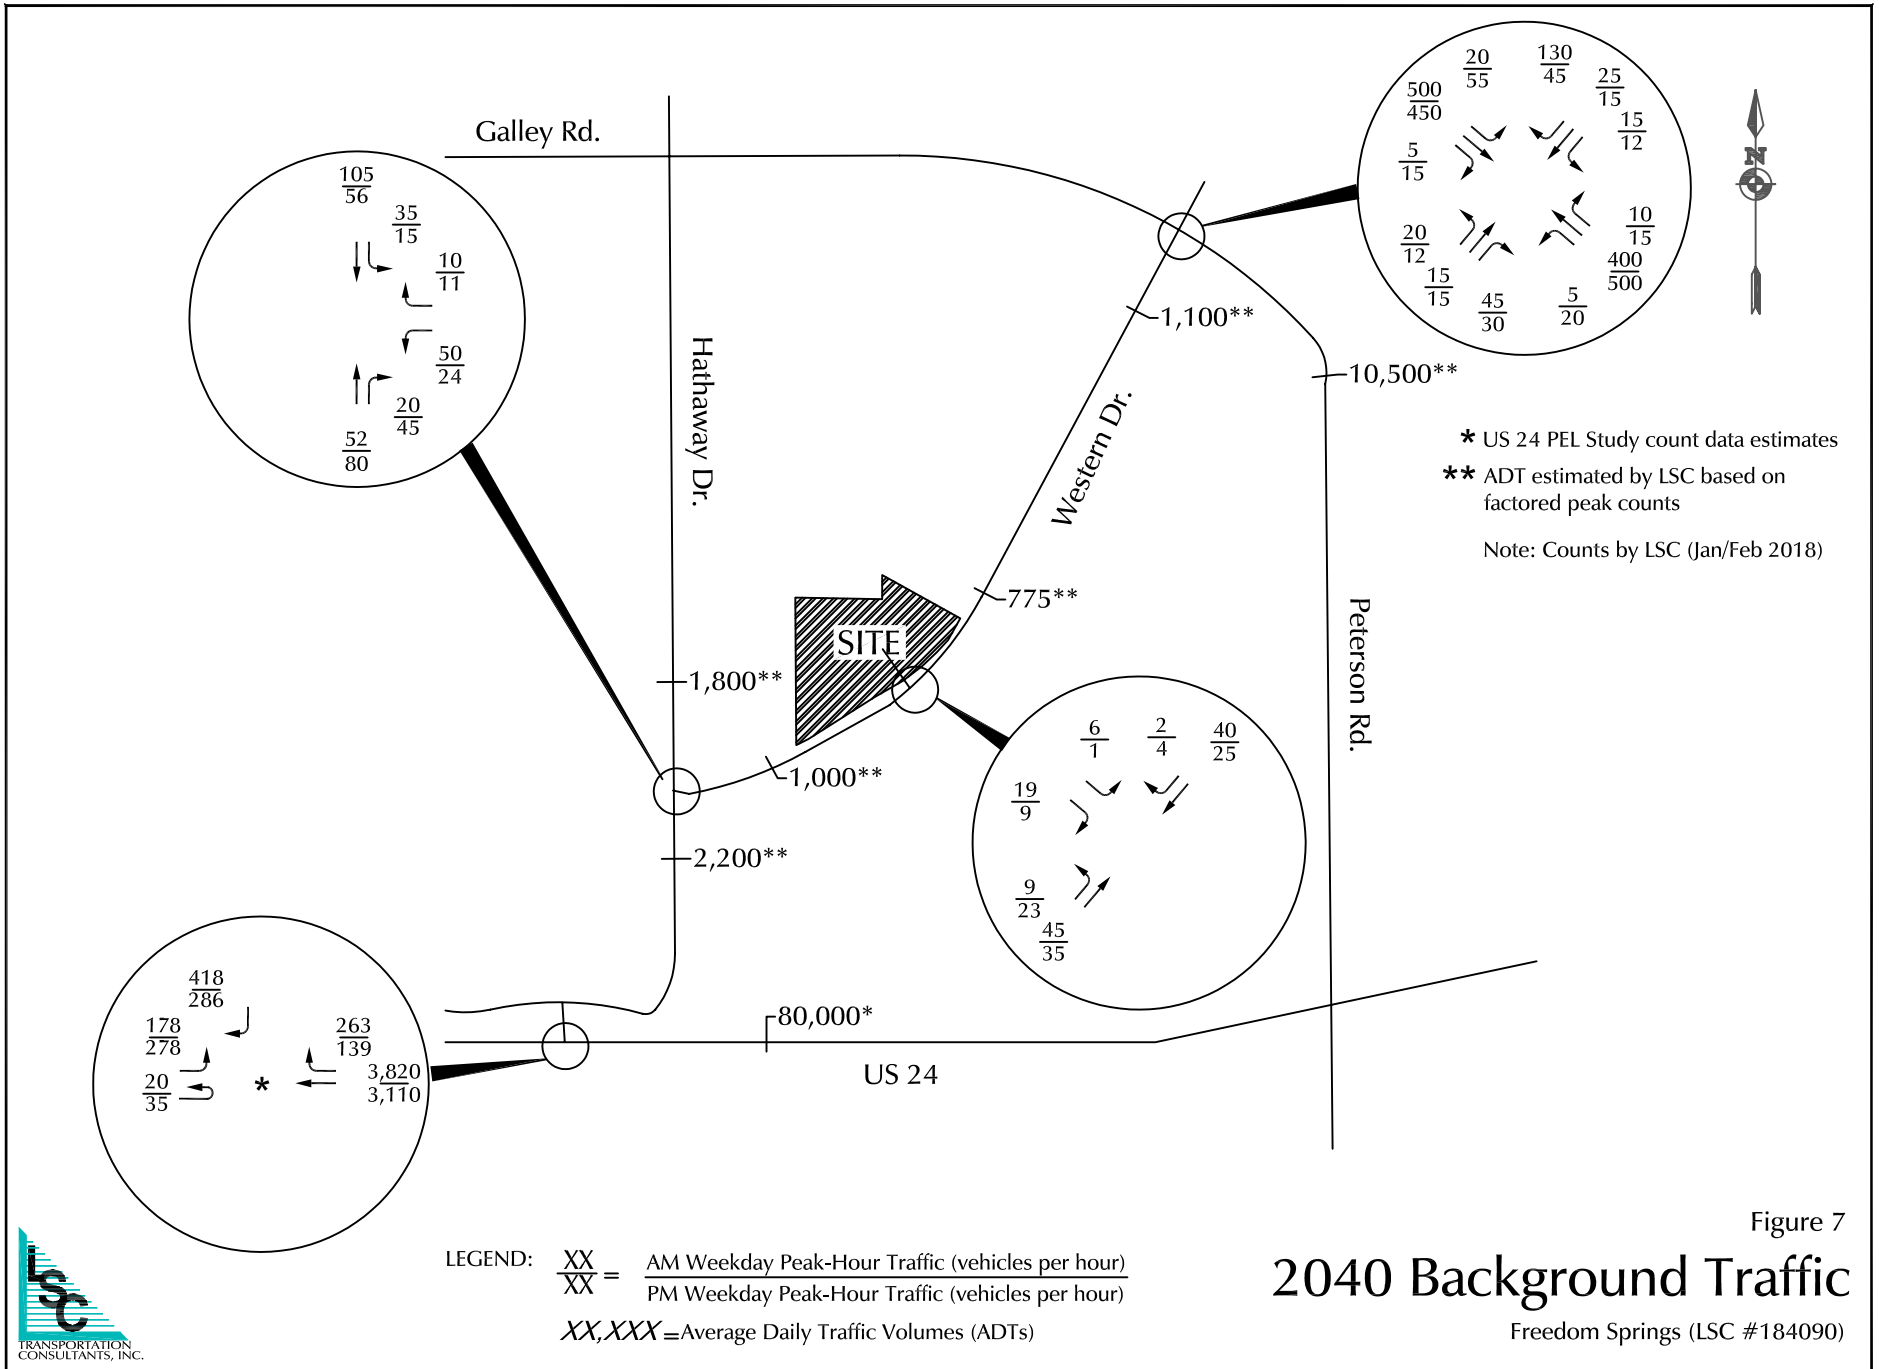 Galley Rd.
Hathaway Dr.
Western Dr.
Peterson Rd.
US 24
SITE
N
105
56
35
15
10
11
50
24
20
45
52
80
20
55
130
45
25
15
15
12
500
450
5
15
20
12
15
15
45
30
5
20
10
15
400
500
1,100**
10,500**
* US 24 PEL Study count data estimates
** ADT estimated by LSC based on
factored peak counts
Note: Counts by LSC (Jan/Feb 2018)
775**
1,800**
1,000**
2,200**
6
1
2
4
40
25
19
9
9
23
45
35
418
286
178
278
20
35
*
263
139
3,820
3,110
80,000*
LEGEND:
XX
XX
=
AM Weekday Peak-Hour Traffic (vehicles per hour)
PM Weekday Peak-Hour Traffic (vehicles per hour)
XX,XXX = Average Daily Traffic Volumes (ADTs)
Figure 7
2040 Background Traffic
Freedom Springs (LSC #184090)
LSC
TRANSPORTATION
CONSULTANTS, INC.